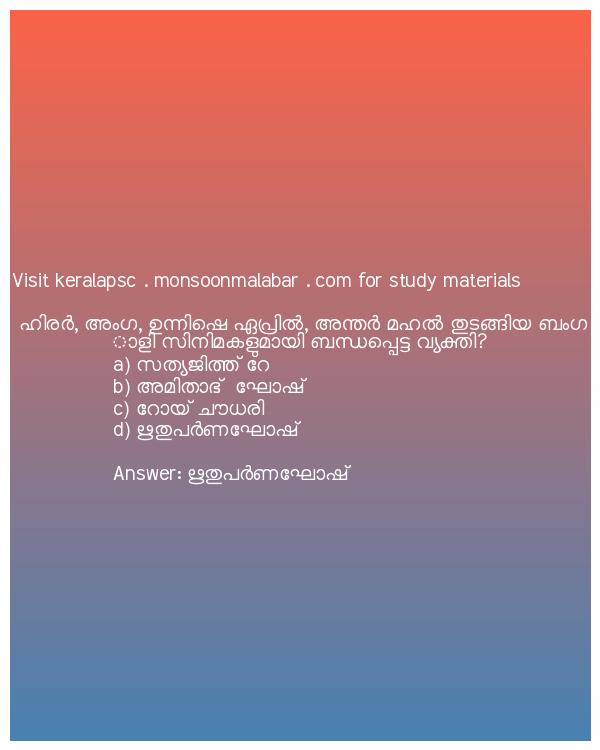 Visit keralapsc . monsoonmalabar . com for study materials
ഹിരർ, അംഗ, ഉന്നിഷെ ഏപ്രിൽ, അന്തർ മഹൽ തുടങ്ങിയ ബംഗ
ാളി സിനിമകളുമായി ബന്ധപ്പെട്ട വ്യക്തി?
a) സത്യജിത്ത് റേ
b) അമിതാഭ് ഘോഷ്
c) റോയ് ചൗധരി
d) ഋതുപർണഘോഷ്
Answer: ഋതുപർണഘോഷ്